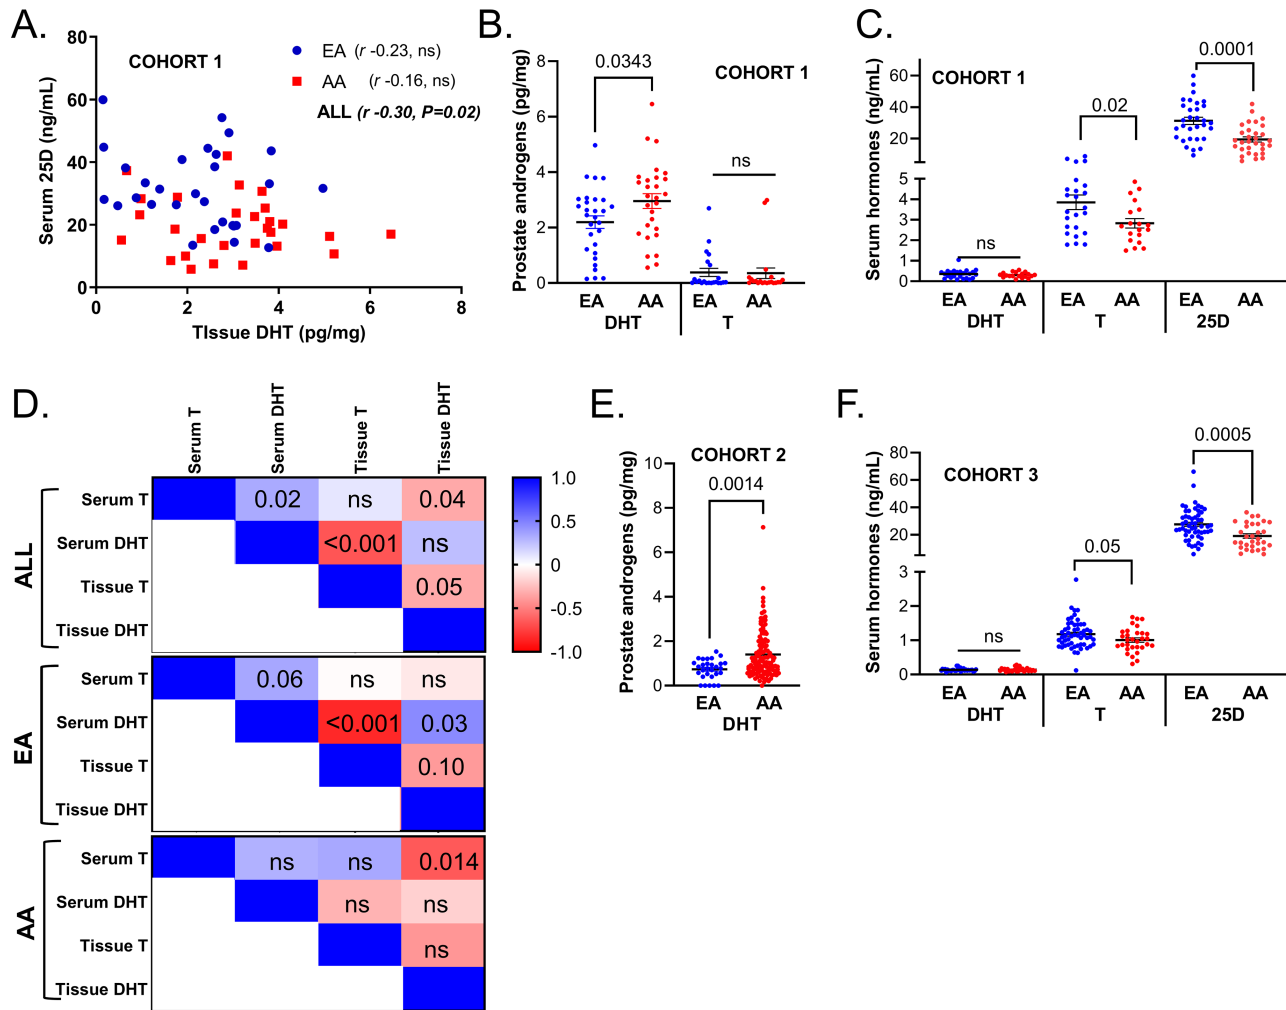 A.
80
60
40
20
0
0
2
4
6
8
Serum 25D (ng/mL)
TIssue DHT (pg/mg)
COHORT 1
EA (r -0.23, ns)
AA (r -0.16, ns)
ALL (r -0.30, P=0.02)
B.
8
6
4
2
0
Prostate androgens (pg/mg)
0.0343
COHORT 1
ns
EA
AA
EA
AA
DHT
T
C.
60
40
20
5
4
3
2
1
0
Serum hormones (ng/mL)
COHORT 1
ns
0.02
0.0001
EA
AA
EA
AA
EA
AA
DHT
T
25D
D.
Serum T
Serum DHT
Tissue T
Tissue DHT
ALL
Serum T
0.02
ns
0.04
Serum DHT
<0.001
ns
Tissue T
0.05
Tissue DHT
EA
Serum T
0.06
ns
ns
Serum DHT
<0.001
0.03
Tissue T
0.10
Tissue DHT
AA
Serum T
ns
ns
0.014
Serum DHT
ns
ns
Tissue T
ns
Tissue DHT
1.0
0.5
0
-0.5
-1.0
E.
COHORT 2
10
8
6
4
2
0
Prostate androgens (pg/mg)
0.0014
EA
AA
DHT
F.
80
60
40
20
3
2
1
0
Serum hormones (ng/mL)
COHORT 3
ns
0.05
0.0005
EA
AA
EA
AA
EA
AA
DHT
T
25D